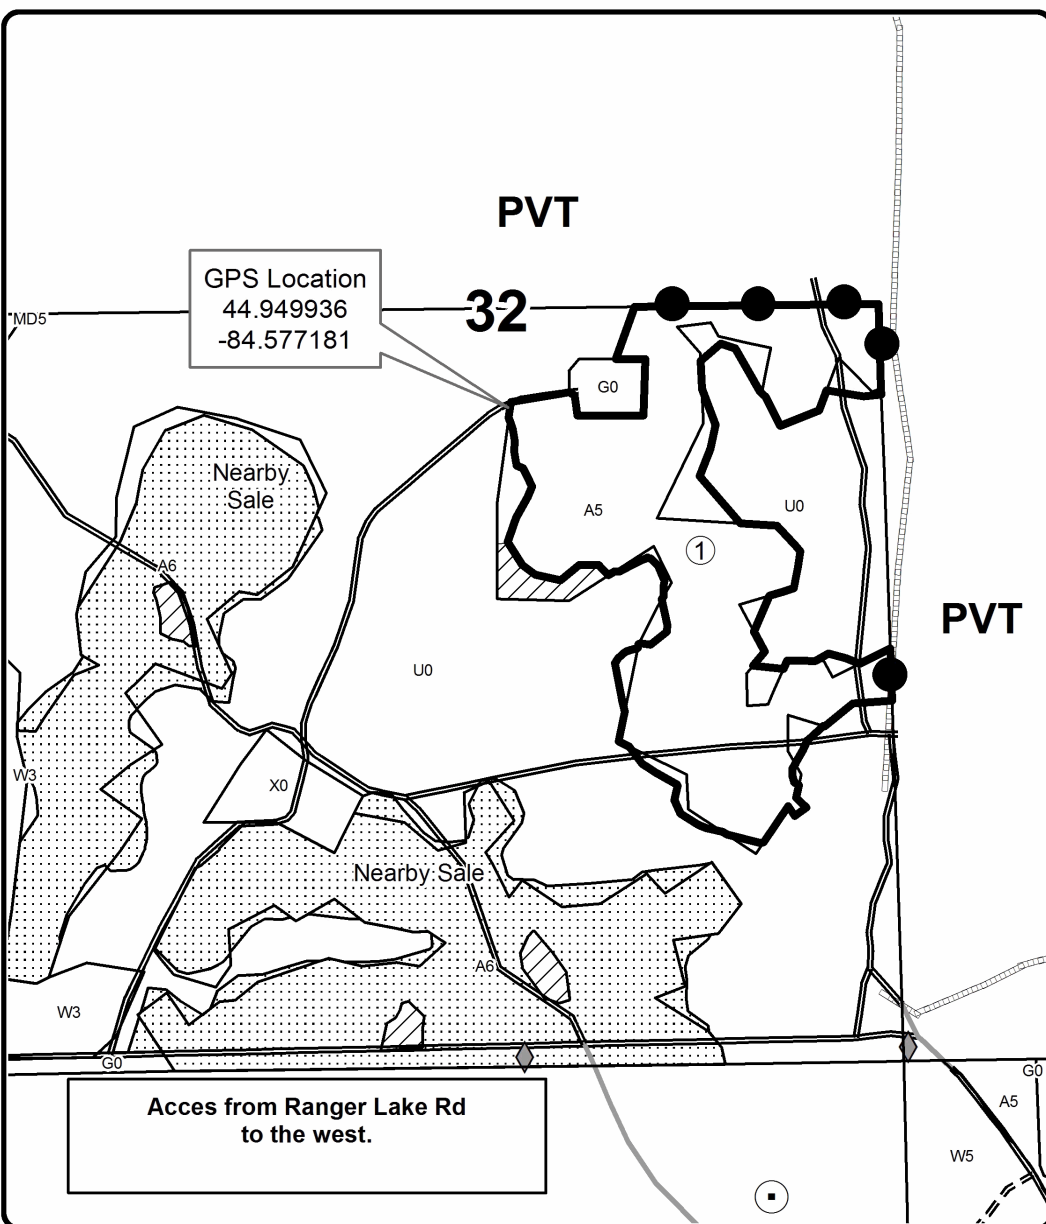 PVT
GPS Location
44.949936
-84.577181
32
MD5
G0
Nearby
Sale
A5
U0
1
A6
PVT
U0
W3
X0
Nearby Sale
A6
W3
G0
G0
Acces from Ranger Lake Rd
to the west.
A5
W5